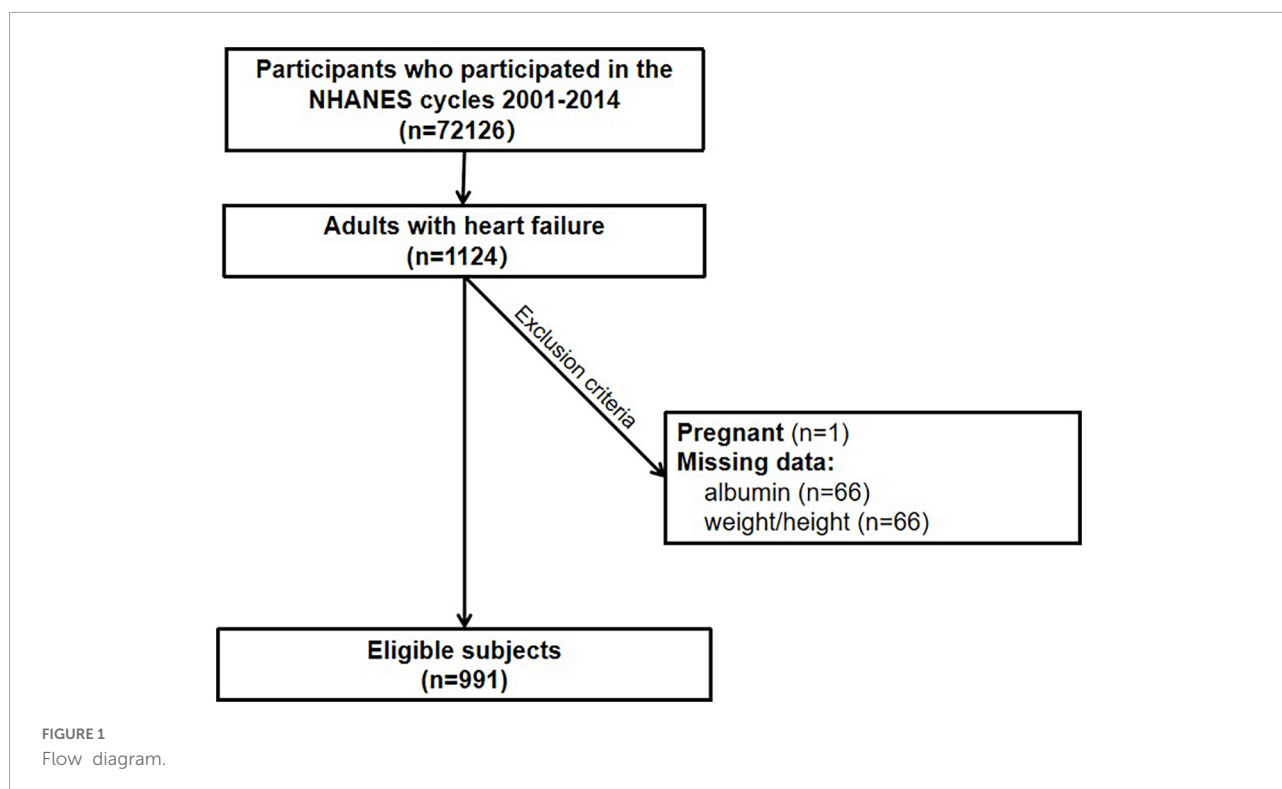 Participants who participated in the
NHANES cycles 2001-2014
(n=72126)
Adults with heart failure
(n=1124)
Exclusion criteria
Pregnant (n=1)
Missing data:
albumin (n=66)
weight/height (n=66)
Eligible subjects
(n=991)
FIGURE 1
Flow diagram.